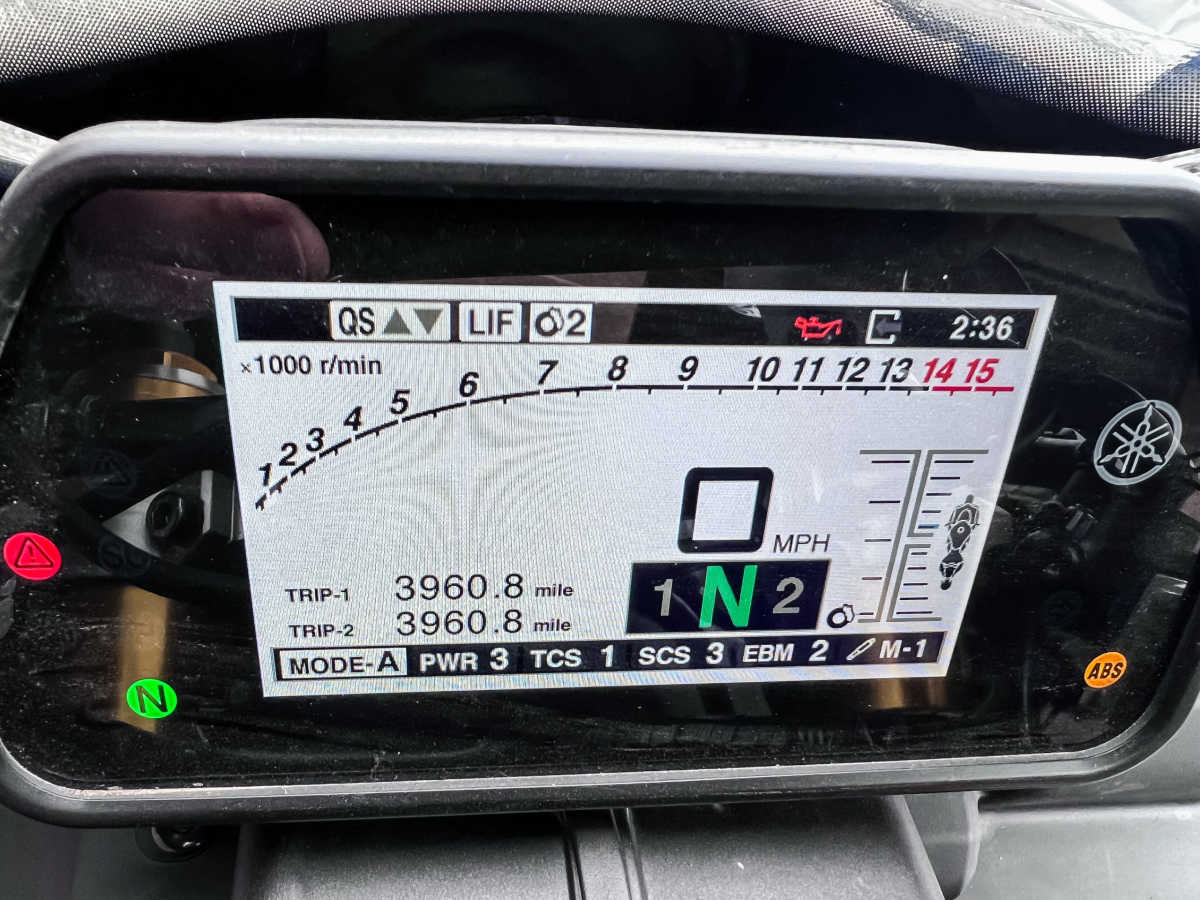 QS LIF 2 2:36
×1000 r/min
1 2 3 4 5 6 7 8 9 10 11 12 13 14 15
0 MPH
TRIP-1 3960.8 mile
1 N 2
TRIP-2 3960.8 mile
MODE-A PWR 3 TCS 1 SCS 3 EBM 2 M-1
N
ABS